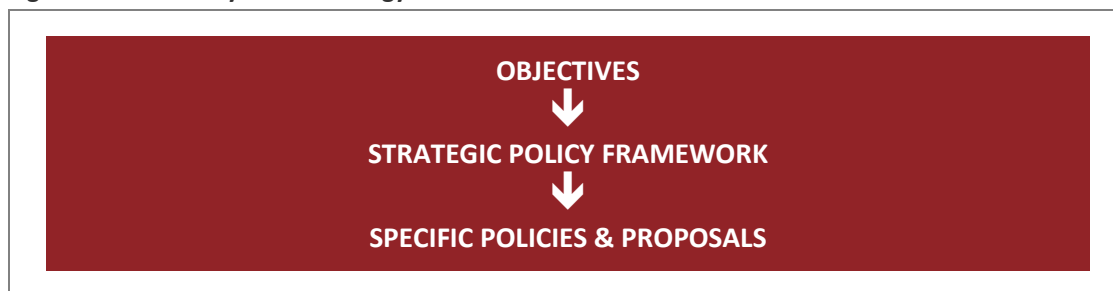 OBJECTIVES
STRATEGIC POLICY FRAMEWORK
SPECIFIC POLICIES & PROPOSALS